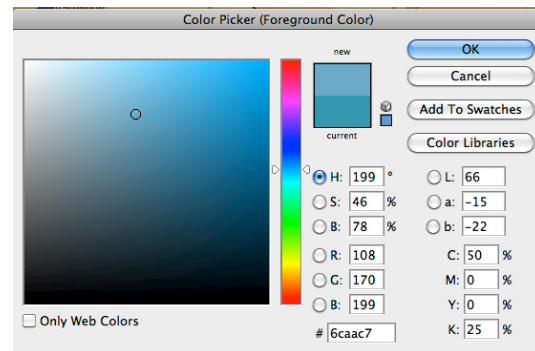 Color Picker (Foreground Color)
new
current
OK
Cancel
Add To Swatches
Color Libraries
H: 199 °
S: 46 %
B: 78 %
R: 108
G: 170
B: 199
# 6caac7
L: 66
a: -15
b: -22
C: 50 %
M: 0 %
Y: 0 %
K: 25 %
Only Web Colors